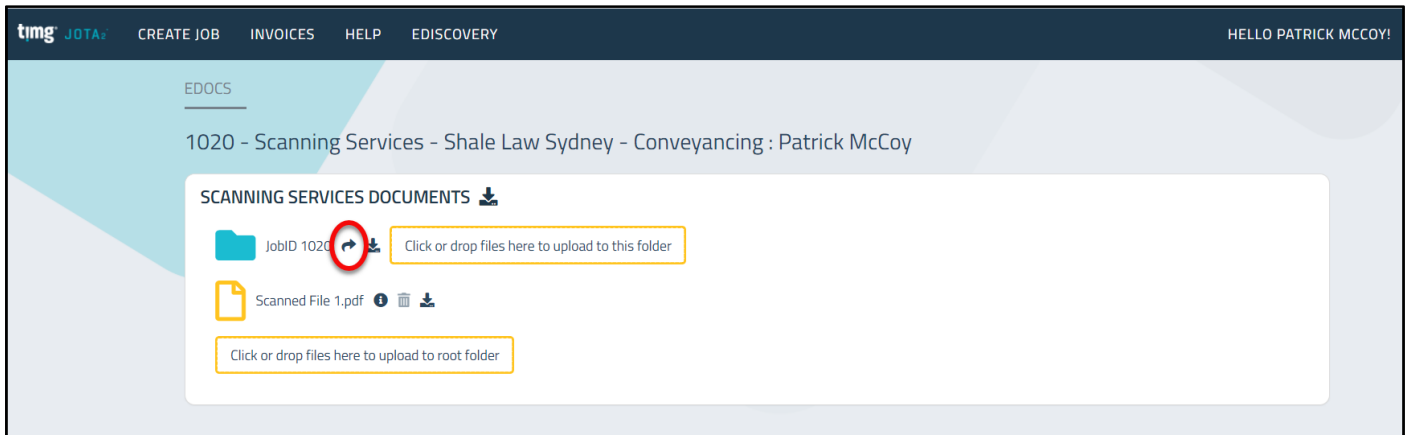 timg JOTA2 CREATE JOB INVOICES HELP EDISCOVERY HELLO PATRICK MCCOY!
EDOCS
1020 - Scanning Services - Shale Law Sydney - Conveyancing : Patrick McCoy
SCANNING SERVICES DOCUMENTS
JobID 1020 Click or drop files here to upload to this folder
Scanned File 1.pdf
Click or drop files here to upload to root folder